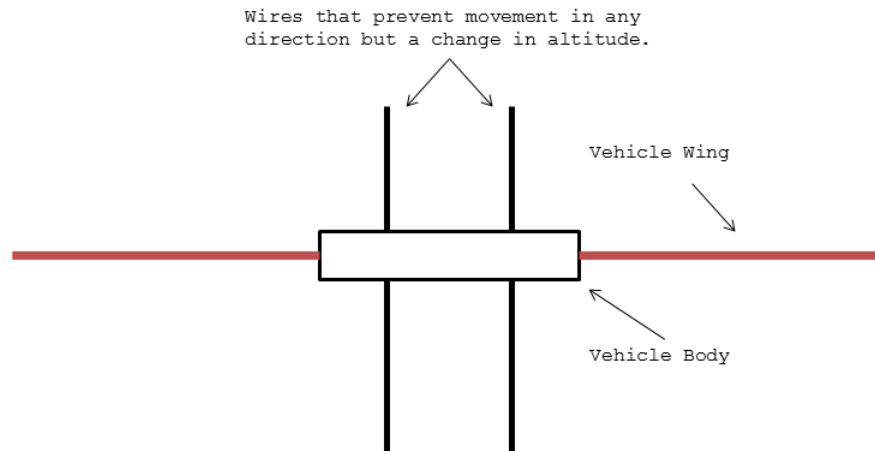 Wires that prevent movement in any
direction but a change in altitude.
Vehicle Wing
Vehicle Body